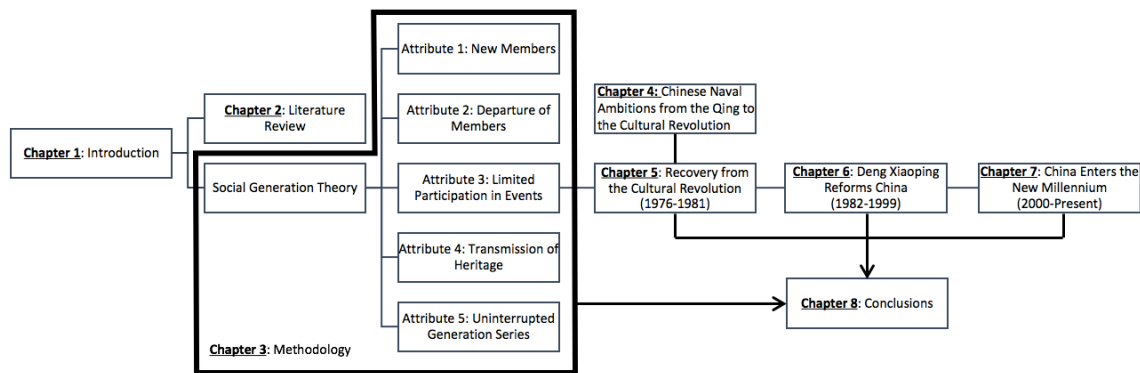 Chapter 1: Introduction
Chapter 2: Literature
Review
Social Generation Theory
Chapter 3: Methodology
Attribute 1: New Members
Attribute 2: Departure of
Members
Attribute 3: Limited
Participation in Events
Attribute 4: Transmission of
Heritage
Attribute 5: Uninterrupted
Generation Series
Chapter 4: Chinese Naval
Ambitions from the Qing to
the Cultural Revolution
Chapter 5: Recovery from
the Cultural Revolution
(1976-1981)
Chapter 6: Deng Xiaoping
Reforms China
(1982-1999)
Chapter 7: China Enters the
New Millennium
(2000-Present)
Chapter 8: Conclusions